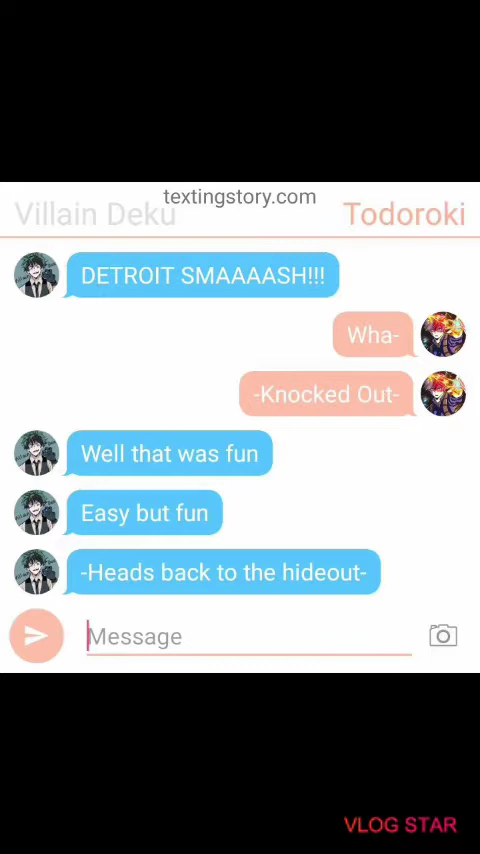 textingstory.com
Villain Deku
Todoroki
DETROIT SMAAAASH!!!
Wha-
-Knocked Out-
Well that was fun
Easy but fun
-Heads back to the hideout-
Message
VLOG STAR